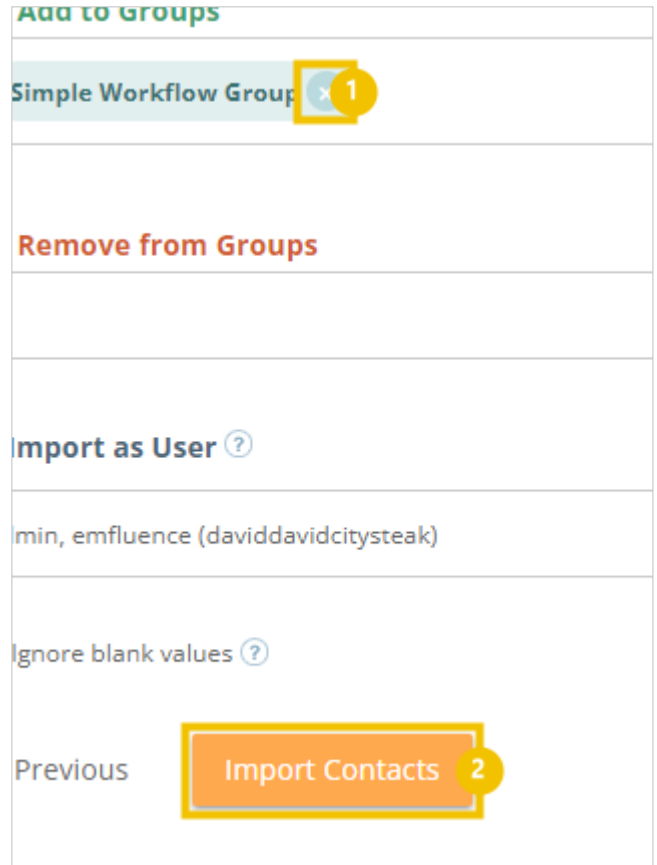 Add to Groups
Simple Workflow Group × 1
Remove from Groups
Import as User ?
min, emfluence (daviddavidcitysteak)
Ignore blank values ?
Previous Import Contacts 2